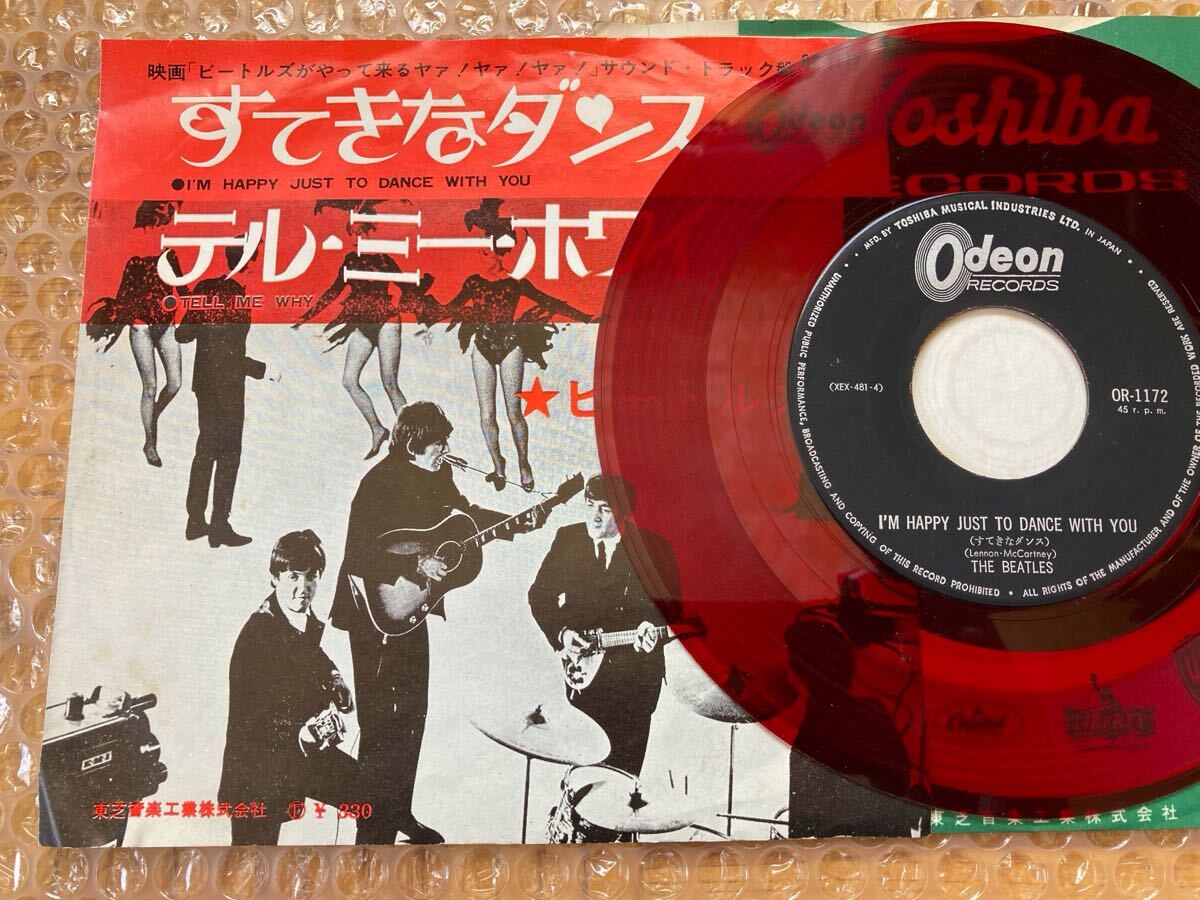 映画「ビートルズがやって来るヤァ!ヤァ!ヤァ!」サウンド・トラック盤
すてきなダンス
●I'M HAPPY JUST TO DANCE WITH YOU
テル・ミー・ホワ
●TELL ME WHY
★ビートルズ
東芝音楽工業株式会社 ⑰ ¥ 330
Odeon
Toshiba
RECORDS
MFD. BY TOSHIBA MUSICAL INDUSTRIES LTD. IN JAPAN
Odeon
RECORDS
(XEX-481-4)
OR-1172
45 r.p.m.
I'M HAPPY JUST TO DANCE WITH YOU
(すてきなダンス)
(Lennon-McCartney)
THE BEATLES
UNAUTHORIZED PUBLIC PERFORMANCE, BROADCASTING AND COPYING OF THIS RECORD PROHIBITED • ALL RIGHTS OF THE MANUFACTURER AND OF THE OWNER OF THE RECORDED WORK ARE RESERVED
Capitol
LIBERTY
東芝音楽工業株式会社